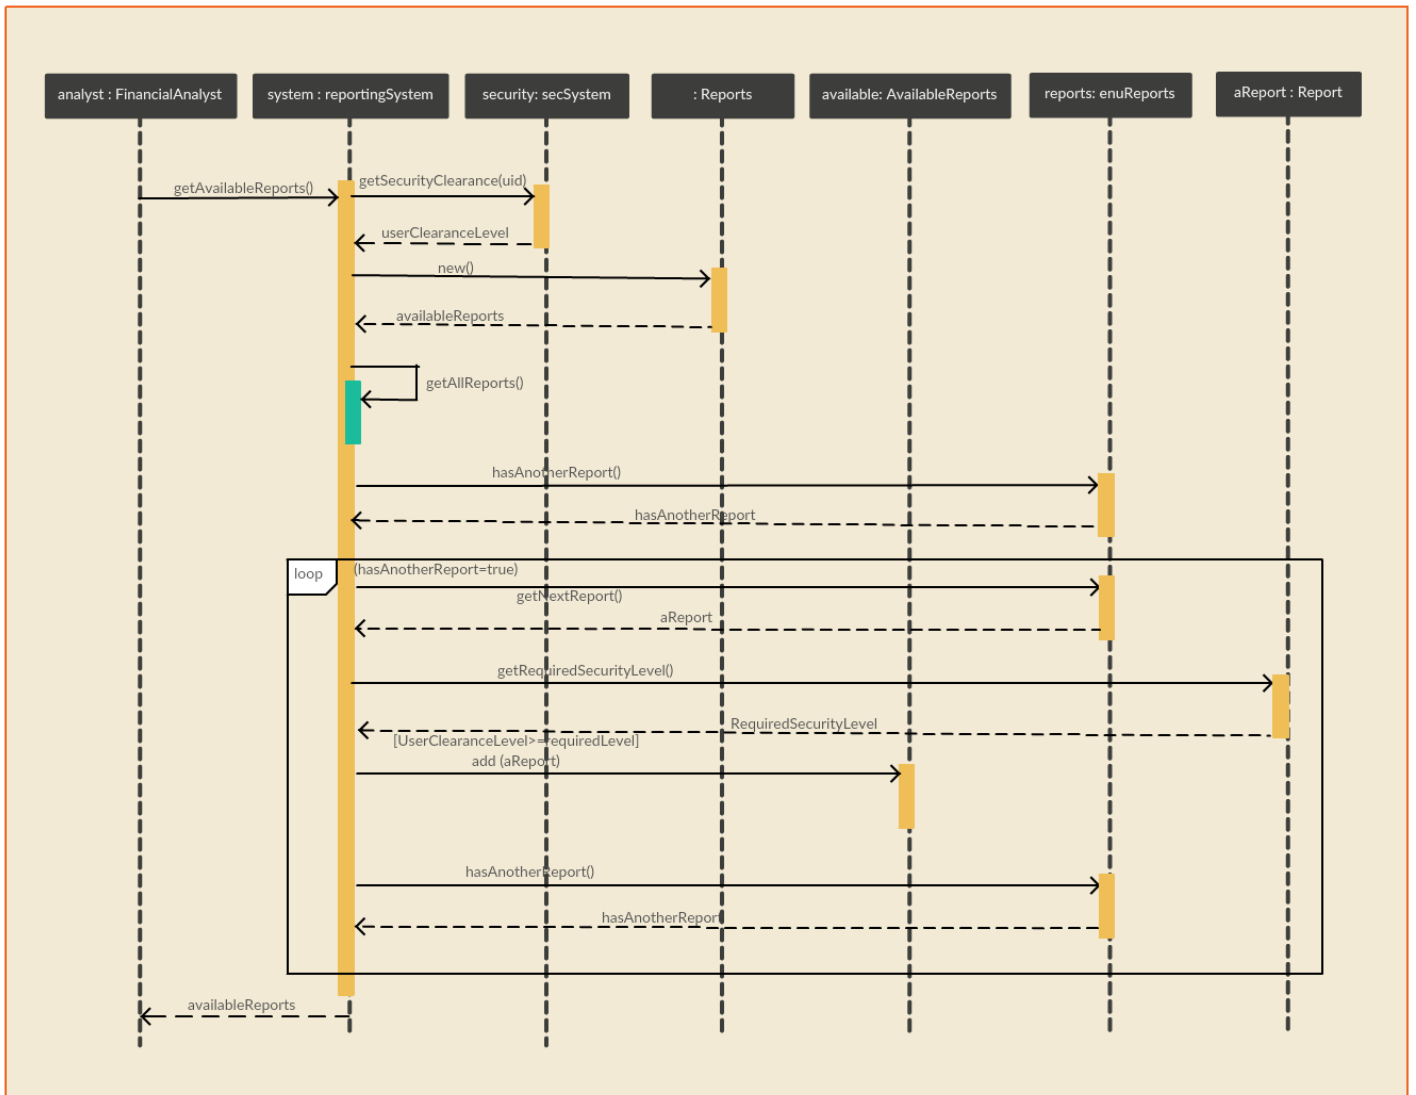 analyst : FinancialAnalyst
system : reportingSystem
security: secSystem
: Reports
available: AvailableReports
reports: enuReports
aReport : Report
getAvailableReports()
getSecurityClearance(uid)
userClearanceLevel
new()
availableReports
getAllReports()
hasAnotherReport()
hasAnotherReport
loop
(hasAnotherReport=true)
getNextReport()
aReport
getRequiredSecurityLevel()
RequiredSecurityLevel
[UserClearanceLevel>=requiredLevel]
add (aReport)
hasAnotherReport()
hasAnotherReport
availableReports